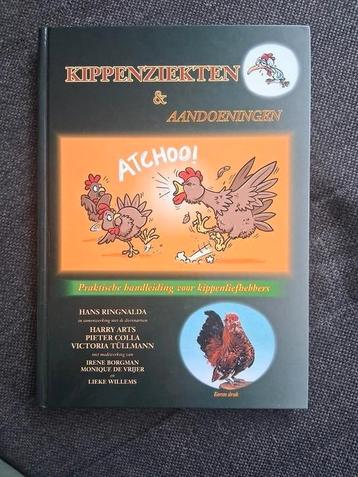 KIPPENZIEKTEN
&
AANDOENINGEN
ATCHOO!
Praktische handleiding voor kippenliefhebbers
HANS RINGNALDA
in samenwerking met de dierenartsen
HARRY ARTS
PIETER COLLA
VICTORIA TÜLLMANN
met medewerking van
IRENE BORGMAN
MONIQUE DE VRIJER
en
LIEKE WILLEMS
Eerste druk